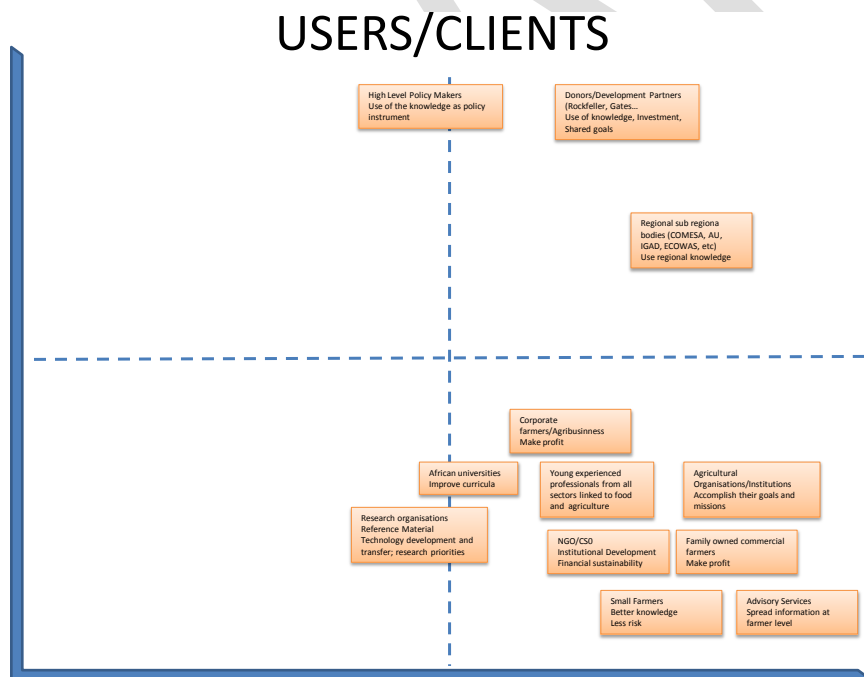 USERS/CLIENTS
High Level Policy Makers
Use of the knowledge as policy
instrument
Donors/Development Partners
(Rockfeller, Gates...
Use of knowledge, Investment,
Shared goals
Regional sub regiona
bodies (COMESA, AU,
IGAD, ECOWAS, etc)
Use regional knowledge
Corporate
farmers/Agribusinness
Make profit
African universities
Improve curricula
Young experienced
professionals from all
sectors linked to food
and agriculture
Agricultural
Organisations/Institutions
Accomplish their goals and
missions
Research organisations
Reference Material
Technology development and
transfer; research priorities
NGO/CS0
Institutional Development
Financial sustainability
Family owned commercial
farmers
Make profit
Small Farmers
Better knowledge
Less risk
Advisory Services
Spread information at
farmer level